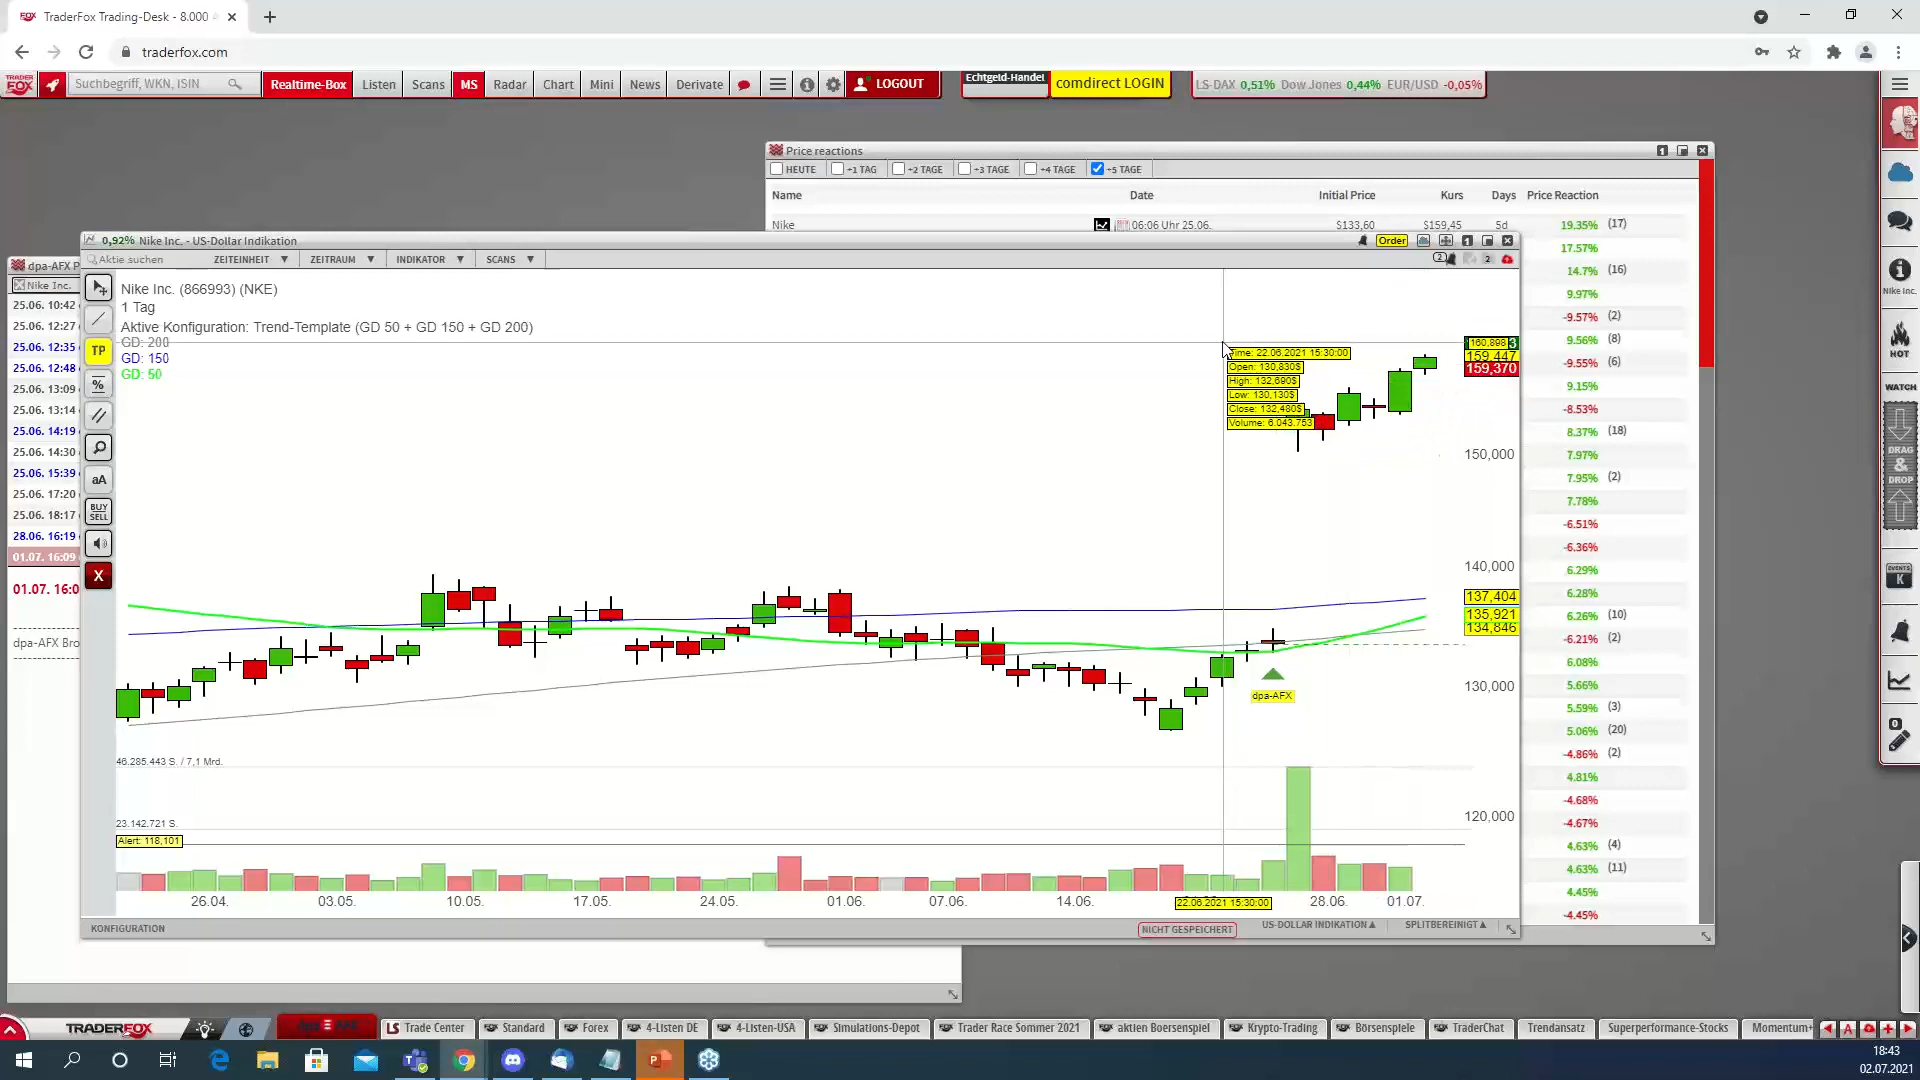 TraderFox Trading-Desk - 8.000
traderfox.com
TRADER FOX
Suchbegriff, WKN, ISIN
Realtime-Box
Listen
Scans
MS
Radar
Chart
Mini
News
Derivate
LOGOUT
Echtgeld-Handel
comdirect LOGIN
LS-DAX 0,51% Dow Jones 0,44% EUR/USD -0,05%
Price reactions
HEUTE
-1 TAG
-2 TAGE
-3 TAGE
-4 TAGE
-5 TAGE
Name Date Initial Price Kurs Days Price Reaction
Nike 06:06 Uhr 25.06. $133,60 $159,45 5d 19.35% (17)
17.57%
14.7% (16)
9.97%
-9.57% (2)
9.56% (8)
-9.55% (6)
9.15%
-8.53%
8.37% (18)
7.97%
7.95% (2)
7.78%
-6.51%
-6.36%
6.29%
6.28%
6.26% (10)
-6.21% (2)
6.08%
5.66%
5.59% (3)
5.06% (20)
-4.86% (2)
4.81%
-4.68%
-4.67%
4.63% (4)
4.63% (11)
4.45%
-4.45%
dpa-AFX P
Nike Inc.
25.06. 10:42
25.06. 12:27
25.06. 12:35
25.06. 12:48
25.06. 13:09
25.06. 13:14
25.06. 14:19
25.06. 14:30
25.06. 15:39
25.06. 17:20
25.06. 18:17
28.06. 16:19
01.07. 16:09
01.07. 16:0
dpa-AFX Bro
0,92% Nike Inc. - US-Dollar Indikation
Order
Aktie suchen
ZEITEINHEIT
ZEITRAUM
INDIKATOR
SCANS
TP
%
aA
BUY SELL
X
Nike Inc. (866993) (NKE)
1 Tag
Aktive Konfiguration: Trend-Template (GD 50 + GD 150 + GD 200)
GD: 200
GD: 150
GD: 50
Time: 22.06.2021 15:30:00
Open: 130,830$
High: 132,690$
Low: 130,130$
Close: 132,480$
Volume: 6.043.753
160,898
159,447
159,370
150,000
140,000
137,404
135,921
134,846
130,000
120,000
dpa-AFX
46.285.443 S. / 7,1 Mrd.
23.142.721 S.
Alert: 118,101
26.04. 03.05. 10.05. 17.05. 24.05. 01.06. 07.06. 14.06. 22.06.2021 15:30:00 28.06. 01.07.
KONFIGURATION
NICHT GESPEICHERT
US-DOLLAR INDIKATION
SPLITBEREINIGT
Nike Inc.
HOT
WATCH
DRAG & DROP
EVENTS
K
0
TRADERFOX
LS Trade Center
Standard
Forex
4-Listen DE
4-Listen-USA
Simulations-Depot
Trader Race Sommer 2021
aktien Boersenspiel
Krypto-Trading
Börsenspiele
TraderChat
Trendansatz
Superperformance-Stocks
Momentum+
A
18:43
02.07.2021